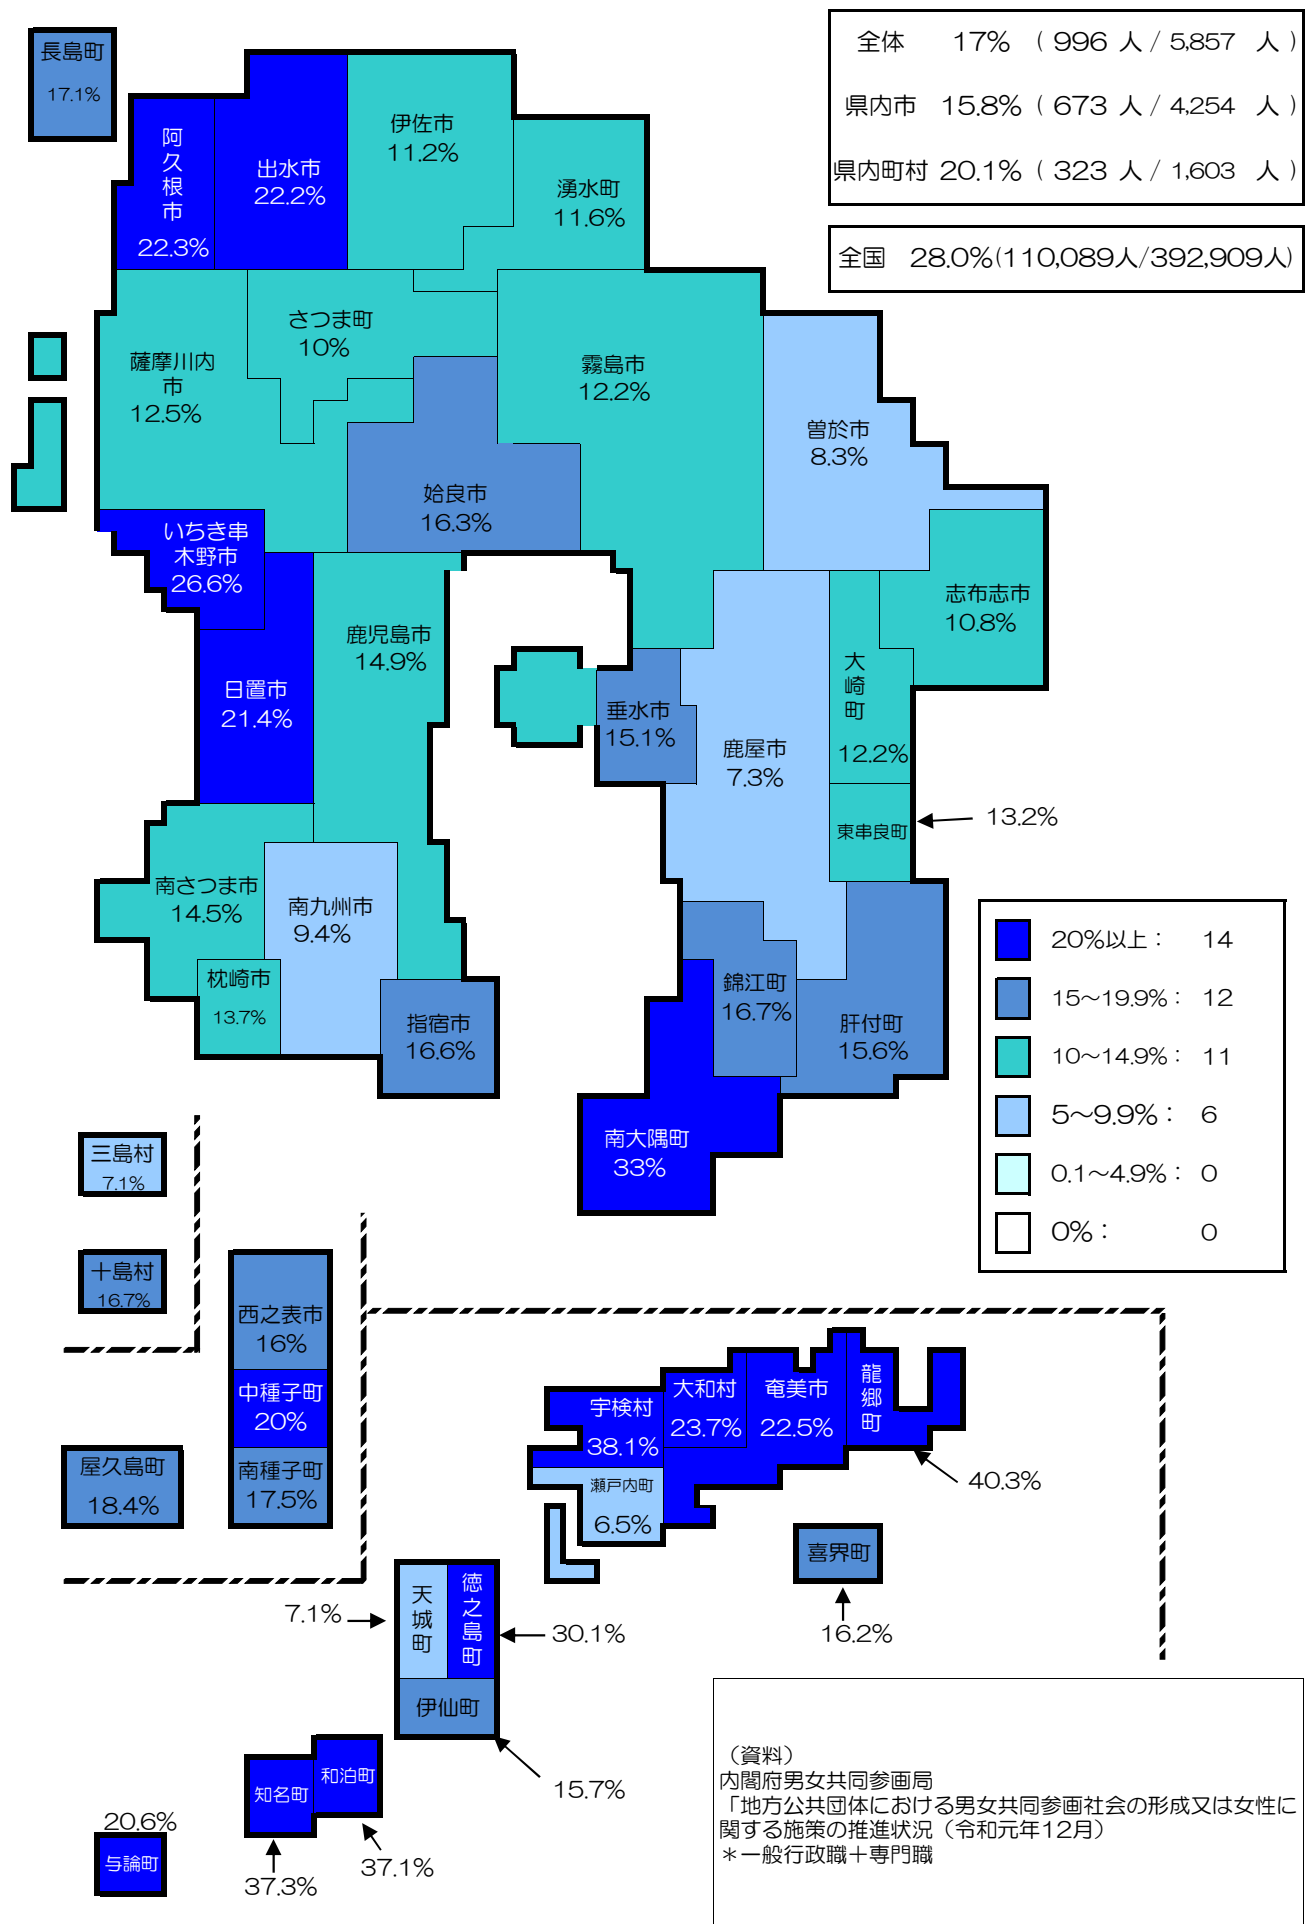 全体 17% ( 996 人 / 5,857 人 )
県内市 15.8% ( 673 人 / 4,254 人 )
県内町村 20.1% ( 323 人 / 1,603 人 )
全国 28.0%(110,089人/392,909人)
長島町
17.1%
阿久根市
22.3%
出水市
22.2%
伊佐市
11.2%
湧水町
11.6%
さつま町
10%
薩摩川内
市
12.5%
霧島市
12.2%
曽於市
8.3%
姶良市
16.3%
いちき串
木野市
26.6%
志布志市
10.8%
鹿児島市
14.9%
大崎町
12.2%
日置市
21.4%
垂水市
15.1%
鹿屋市
7.3%
東串良町
13.2%
南さつま市
14.5%
南九州市
9.4%
枕崎市
13.7%
指宿市
16.6%
錦江町
16.7%
肝付町
15.6%
南大隅町
33%
20%以上： 14
15～19.9%： 12
10～14.9%： 11
5～9.9%： 6
0.1～4.9%： 0
0%： 0
三島村
7.1%
十島村
16.7%
西之表市
16%
中種子町
20%
南種子町
17.5%
屋久島町
18.4%
宇検村
38.1%
大和村
23.7%
奄美市
22.5%
龍郷町
40.3%
瀬戸内町
6.5%
喜界町
16.2%
天城町
7.1%
徳之島町
30.1%
伊仙町
15.7%
和泊町
37.1%
知名町
37.3%
20.6%
与論町
（資料）
内閣府男女共同参画局
「地方公共団体における男女共同参画社会の形成又は女性に
関する施策の推進状況（令和元年12月）
＊一般行政職＋専門職